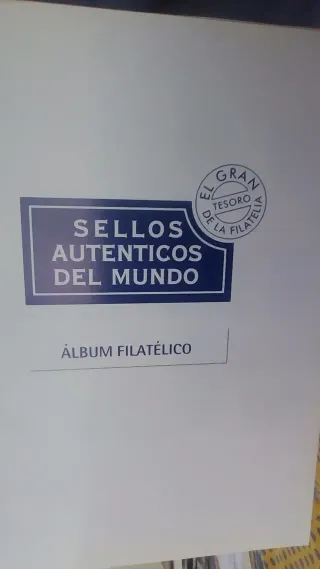 EL GRAN
TESORO
DE LA FILATELIA
SELLOS
AUTENTICOS
DEL MUNDO
ÁLBUM FILATÉLICO